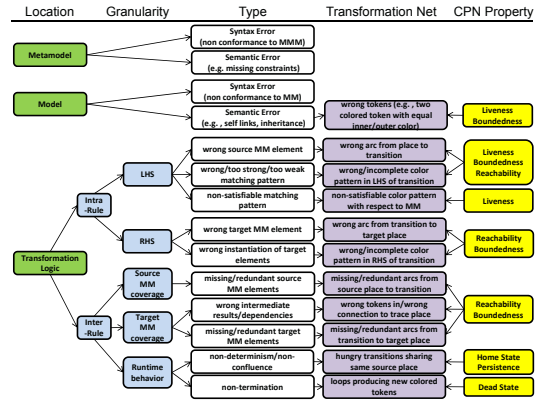 Location Granularity Type Transformation Net CPN Property
Syntax Error
(non conformance to MMM)
Metamodel
Semantic Error
(e.g. missing constraints)
Syntax Error
(non conformance to MM)
Model
Semantic Error
(e.g. , self links, inheritance)
wrong tokens (e.g. , two
colored token with equal
inner/outer color)
Liveness
Boundedness
wrong source MM element
wrong arc from place to
transition
LHS
wrong/too strong/too weak
matching pattern
wrong/incomplete color
pattern in LHS of transition
Liveness
Boundedness
Reachability
non-satisfiable matching
pattern
non-satisfiable color pattern
with respect to MM
Liveness
Intra
-Rule
wrong target MM element
wrong arc from transition to
target place
RHS
wrong instantiation of target
elements
wrong/incomplete color
pattern in RHS of transition
Reachability
Boundedness
Transformation
Logic
Source
MM
coverage
missing/redundant source
MM elements
missing/redundant arcs from
source place to transition
Inter
-Rule
Target
MM
coverage
wrong intermediate
results/dependencies
wrong tokens in/wrong
connection to trace place
Reachability
Boundedness
missing/redundant target
MM elements
missing/redundant arcs from
transition to target place
Runtime
behavior
non-determinism/non-
confluence
hungry transitions sharing
same source place
Home State
Persistence
non-termination
loops producing new colored
tokens
Dead State